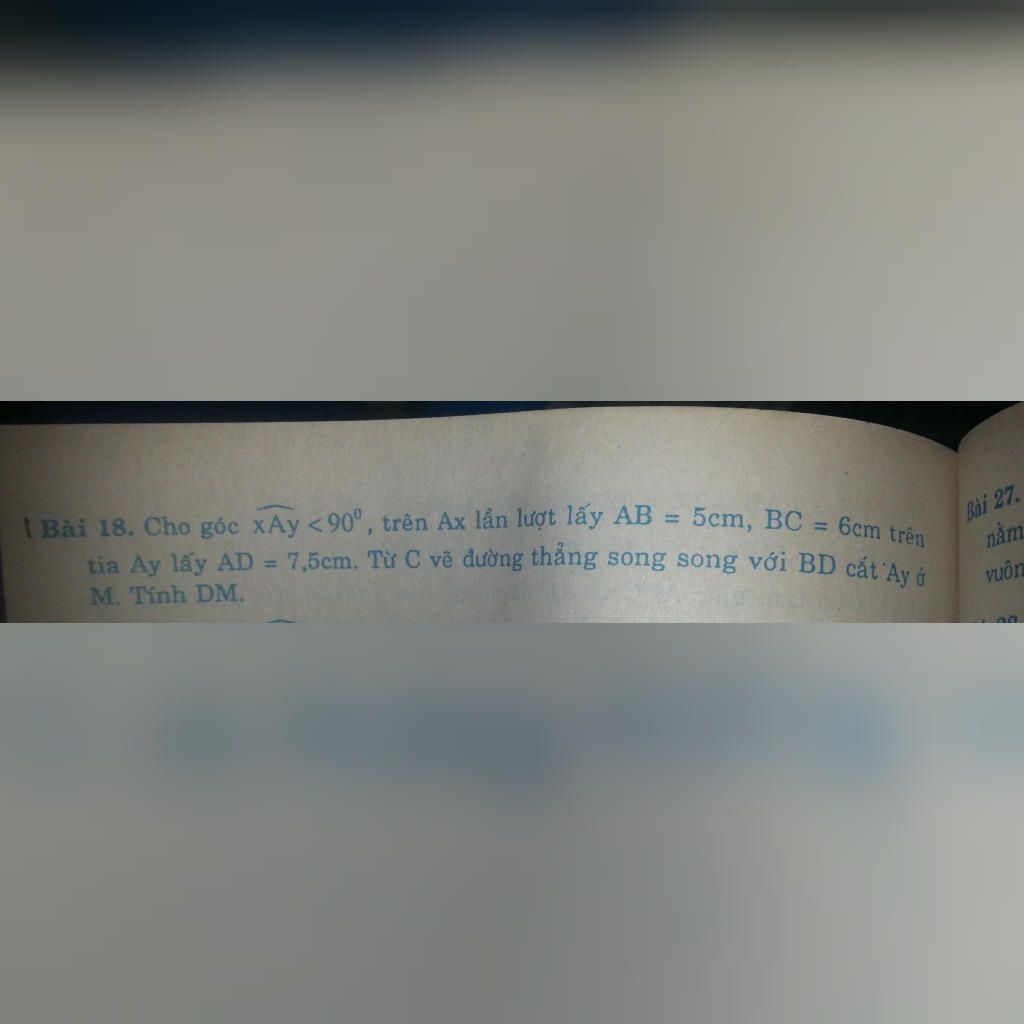 Bài 18. Cho góc xAy < 90⁰, trên Ax lần lượt lấy AB = 5cm, BC = 6cm trên
tia Ay lấy AD = 7,5cm. Từ C vẽ đường thẳng song song với BD cắt Ay ở
M. Tính DM.
Bài 27.
nằm
vuôn